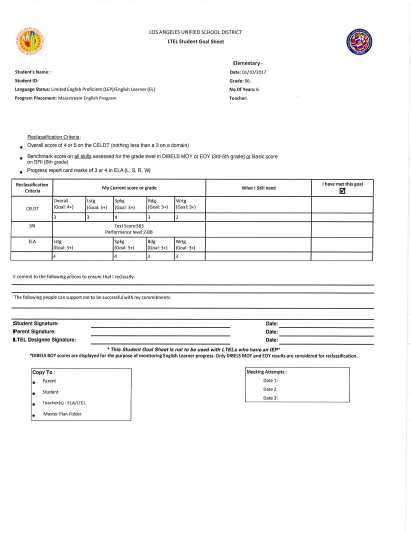 LOS ANGELES UNIFIED SCHOOL DISTRICT
LTEL Student Goal Sheet
Elementary -
Student's Name:
Date: 01/10/2017
Student ID:
Grade: 06
Language Status: Limited English Proficient (LEP)/English Learner (EL)
No Of Years: 6
Program Placement: Mainstream English Program
Teacher:
Reclassification Criteria:
Overall score of 4 or 5 on the CELDT (nothing less than a 3 on a domain)
Benchmark score on all skills assessed for the grade level in DIBELS MOY or EOY (3rd-5th grade) or Basic score
on SRI (6th grade)
Progress report card marks of 3 or 4 in ELA (L, S, R, W)
Reclassification Criteria
My Current score or grade
What I Still need
I have met this goal
CELDT
Overall (Goal: 4+)
Lstg (Goal: 3+)
Spkg (Goal: 3+)
Rdg (Goal: 3+)
Wrtg (Goal: 3+)
3 3 4 3 2
SRI
Test Score:383
Performance level:2-BB
ELA
Lstg (Goal: 3+)
Spkg (Goal: 3+)
Rdg (Goal: 3+)
Wrtg (Goal: 3+)
4 4 3 3
I commit to the following actions to ensure that I reclassify:
The following people can support me to be successful with my commitments:
Student Signature:
Date:
Parent Signature:
Date:
LTEL Designee Signature:
Date:
* This Student Goal Sheet is not to be used with LTELs who have an IEP*
*DIBELS BOY scores are displayed for the purpose of monitoring English Learner progress. Only DIBELS MOY and EOY results are considered for reclassification.
Copy To :
Parent
Student
Teacher(s) - ELA/LTEL
Master Plan Folder
Meeting Attempts :
Date 1:
Date 2:
Date 3: